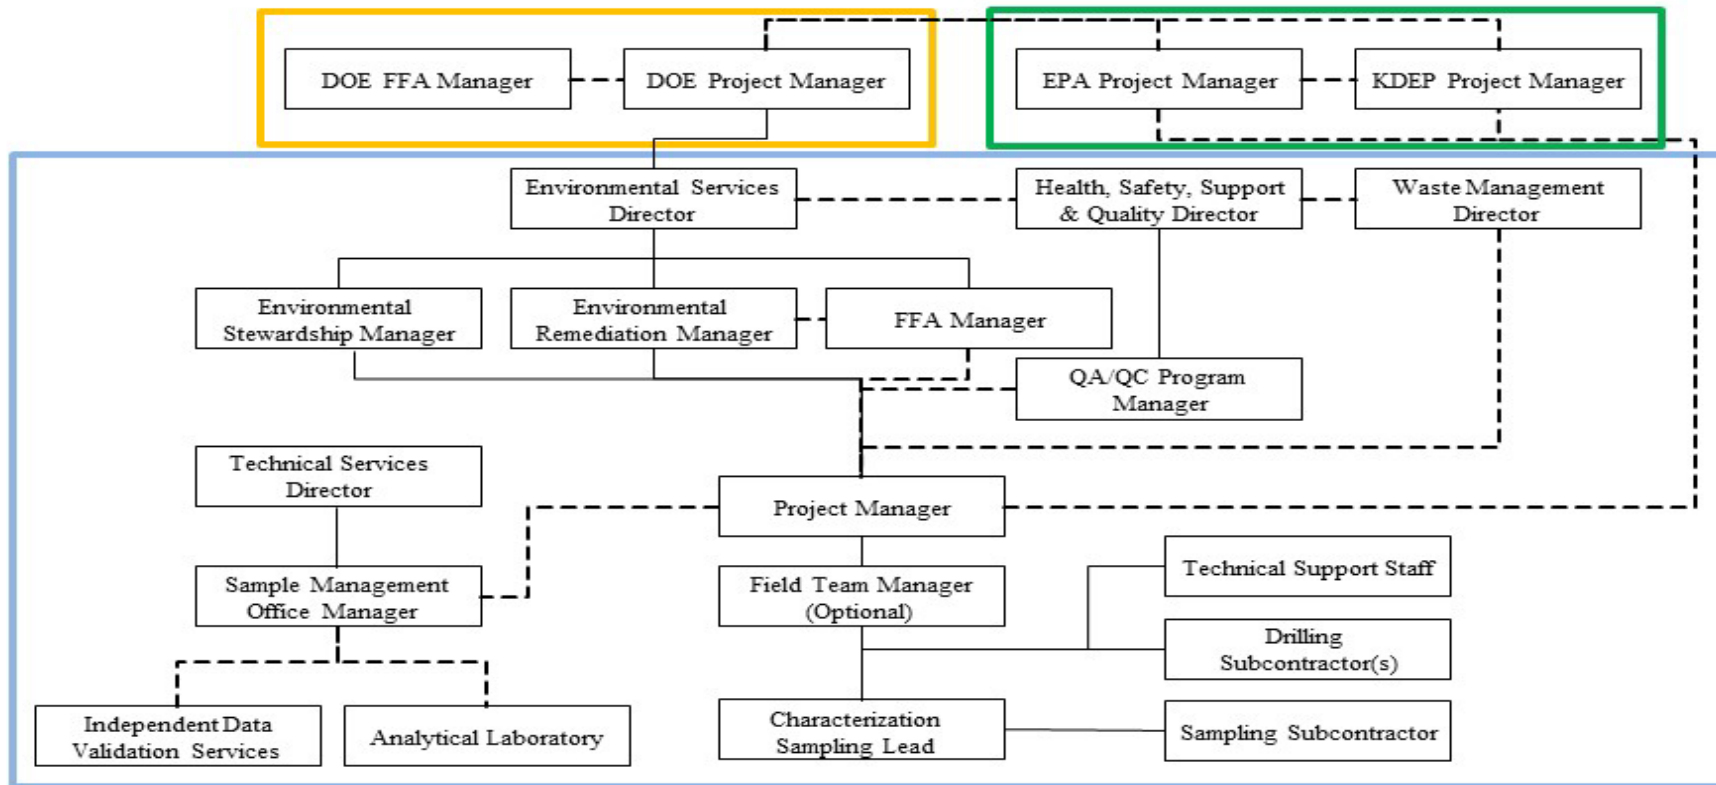 DOE FFA Manager
DOE Project Manager
EPA Project Manager
KDEP Project Manager
Environmental Services
Director
Health, Safety, Support
& Quality Director
Waste Management
Director
Environmental
Stewardship Manager
Environmental
Remediation Manager
FFA Manager
QA/QC Program
Manager
Technical Services
Director
Project Manager
Sample Management
Office Manager
Field Team Manager
(Optional)
Technical Support Staff
Drilling
Subcontractor(s)
Independent Data
Validation Services
Analytical Laboratory
Characterization
Sampling Lead
Sampling Subcontractor